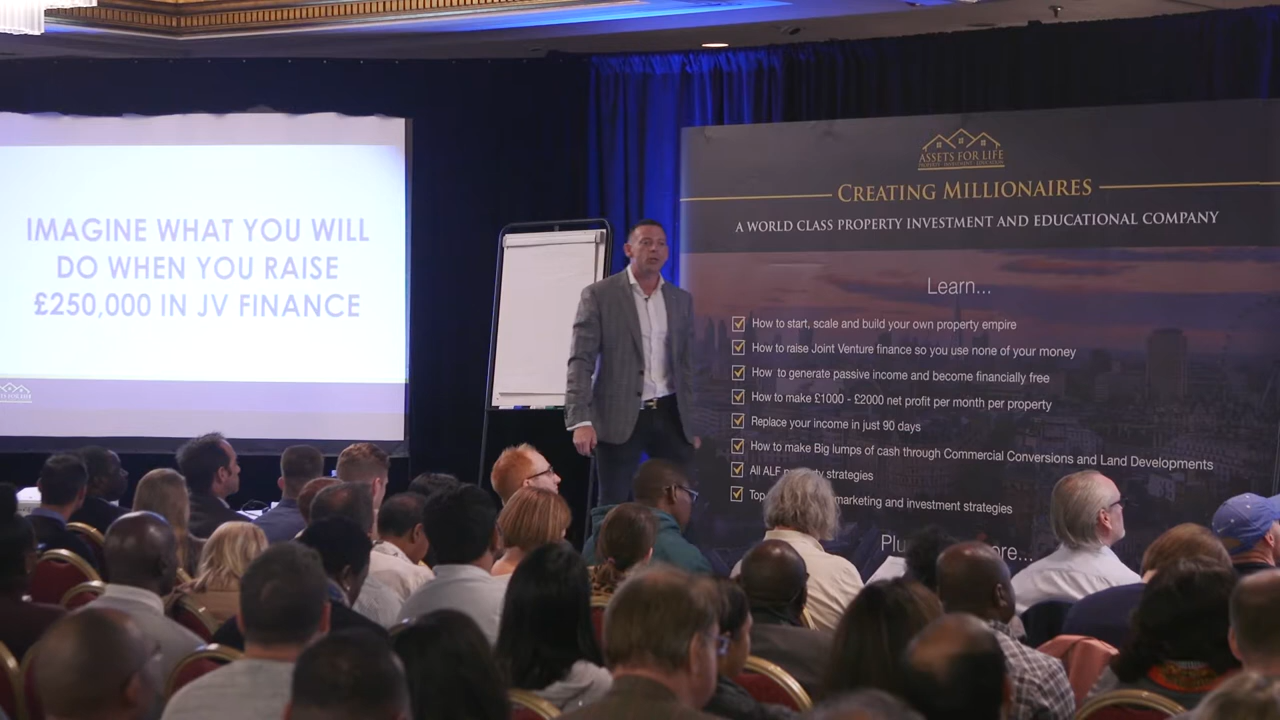 IMAGINE WHAT YOU WILL
DO WHEN YOU RAISE
£250,000 IN JV FINANCE
ASSETS FOR LIFE
PROPERTY INVESTMENT EDUCATION
CREATING MILLIONAIRES
A WORLD CLASS PROPERTY INVESTMENT AND EDUCATIONAL COMPANY
Learn...
How to start, scale and build your own property empire
How to raise Joint Venture finance so you use none of your money
How to generate passive income and become financially free
How to make £1000 - £2000 net profit per month per property
Replace your income in just 90 days
How to make Big lumps of cash through Commercial Conversions and Land Developments
All ALF strategies
Top marketing and investment strategies